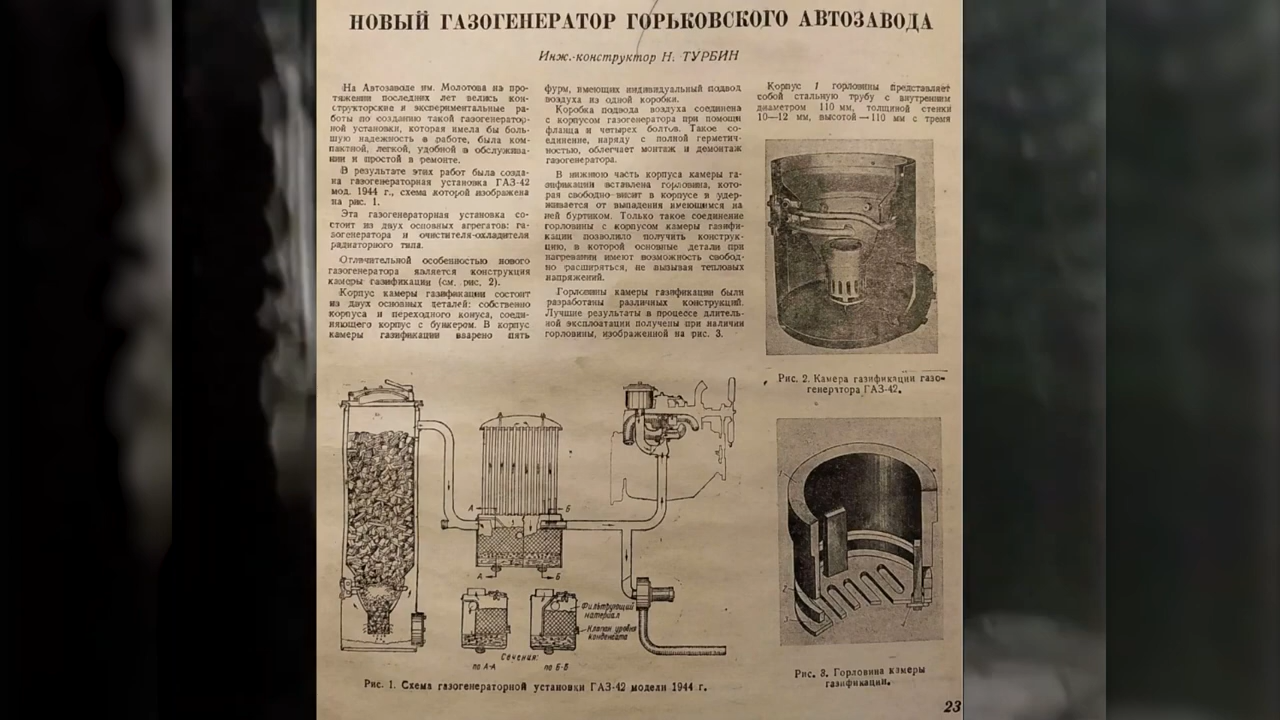 НОВЫЙ ГАЗОГЕНЕРАТОР ГОРЬКОВСКОГО АВТОЗАВОДА
Инж.-конструктор Н. ТУРБИН
На Автозаводе им. Молотова на про-
тяжении последних лет велись кон-
структорские и экспериментальные ра-
боты по созданию такой газогенератор-
ной установки, которая имела бы боль-
шую надежность в работе, была ком-
пактной, легкой, удобной в обслужива-
нии и простой в ремонте.
В результате этих работ была созда-
на газогенераторная установка ГАЗ-42
мод. 1944 г., схема которой изображена
на рис. 1.
Эта газогенераторная установка со-
стоит из двух основных агрегатов: га-
зогенератора и очистителя-охладителя
радиаторного типа.
Отличительной особенностью нового
газогенератора является конструкция
камеры газификации (см. рис. 2).
Корпус камеры газификации состоит
из двух основных деталей: собственно
корпуса и переходного конуса, соеди-
няющего корпус с бункером. В корпус
камеры газификации вварено пять
фурм, имеющих индивидуальный подвод
воздуха из одной коробки.
Коробка подвода воздуха соединена
с корпусом газогенератора при помощи
фланца и четырех болтов. Такое со-
единение, наряду с полной герметич-
ностью, облегчает монтаж и демонтаж
газогенератора.
В нижнюю часть корпуса камеры га-
зификации вставлена горловина, кото-
рая свободно висит в корпусе и удер-
живается от выпадения имеющимся на
ней буртиком. Только такое соединение
горловины с корпусом камеры газифи-
кации позволило получить конструк-
цию, в которой основные детали при
нагревании имеют возможность свобод-
но расширяться, не вызывая тепловых
напряжений.
Горловины камеры газификации были
разработаны различных конструкций.
Лучшие результаты в процессе длитель-
ной эксплоатации получены при наличии
горловины, изображенной на рис. 3.
Корпус 1 горловины представляет
собой стальную трубу с внутренним
диаметром 110 мм, толщиной стенки
10—12 мм, высотой — 110 мм с тремя
Рис. 2. Камера газификации газо-
генератора ГАЗ-42.
А
Б
А
Б
Фильтрующий
материал
Клапан уровня
конденсата
Сечения:
по А-А
по Б-Б
Рис. 1. Схема газогенераторной установки ГАЗ-42 модели 1944 г.
Рис. 3. Горловина камеры
газификации.
23